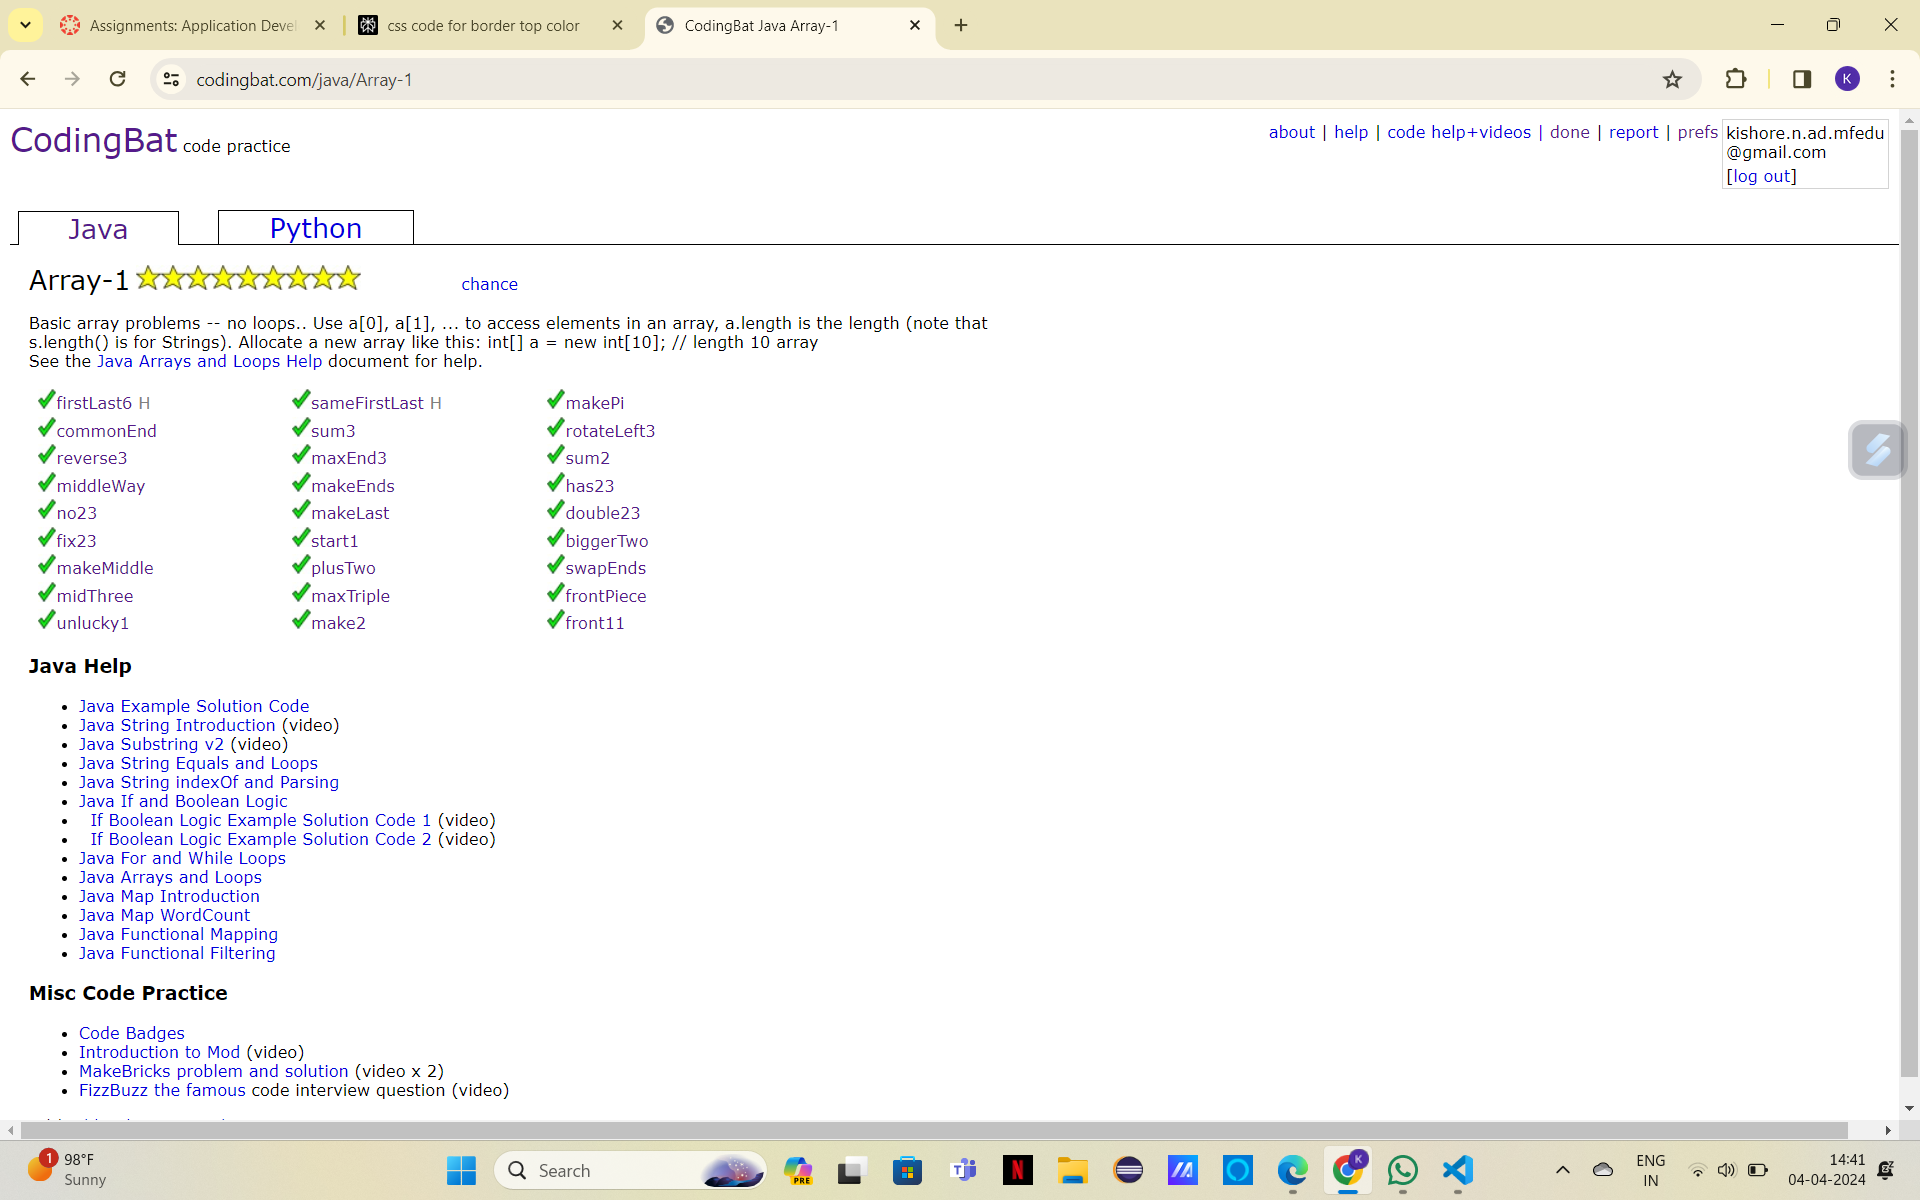 Assignments: Application Devel
css code for border top color
CodingBat Java Array-1
codingbat.com/java/Array-1
K
CodingBat code practice
about | help | code help+videos | done | report | prefs
kishore.n.ad.mfedu
@gmail.com
[log out]
Java
Python
Array-1
chance
Basic array problems -- no loops.. Use a[0], a[1], ... to access elements in an array, a.length is the length (note that
s.length() is for Strings). Allocate a new array like this: int[] a = new int[10]; // length 10 array
See the Java Arrays and Loops Help document for help.
firstLast6 H sameFirstLast H makePi
commonEnd sum3 rotateLeft3
reverse3 maxEnd3 sum2
middleWay makeEnds has23
no23 makeLast double23
fix23 start1 biggerTwo
makeMiddle plusTwo swapEnds
midThree maxTriple frontPiece
unlucky1 make2 front11
Java Help
Java Example Solution Code
Java String Introduction (video)
Java Substring v2 (video)
Java String Equals and Loops
Java String indexOf and Parsing
Java If and Boolean Logic
If Boolean Logic Example Solution Code 1 (video)
If Boolean Logic Example Solution Code 2 (video)
Java For and While Loops
Java Arrays and Loops
Java Map Introduction
Java Map WordCount
Java Functional Mapping
Java Functional Filtering
Misc Code Practice
Code Badges
Introduction to Mod (video)
MakeBricks problem and solution (video x 2)
FizzBuzz the famous code interview question (video)
1
98°F
Sunny
Search
PRE
N
K
ENG
IN
14:41
04-04-2024